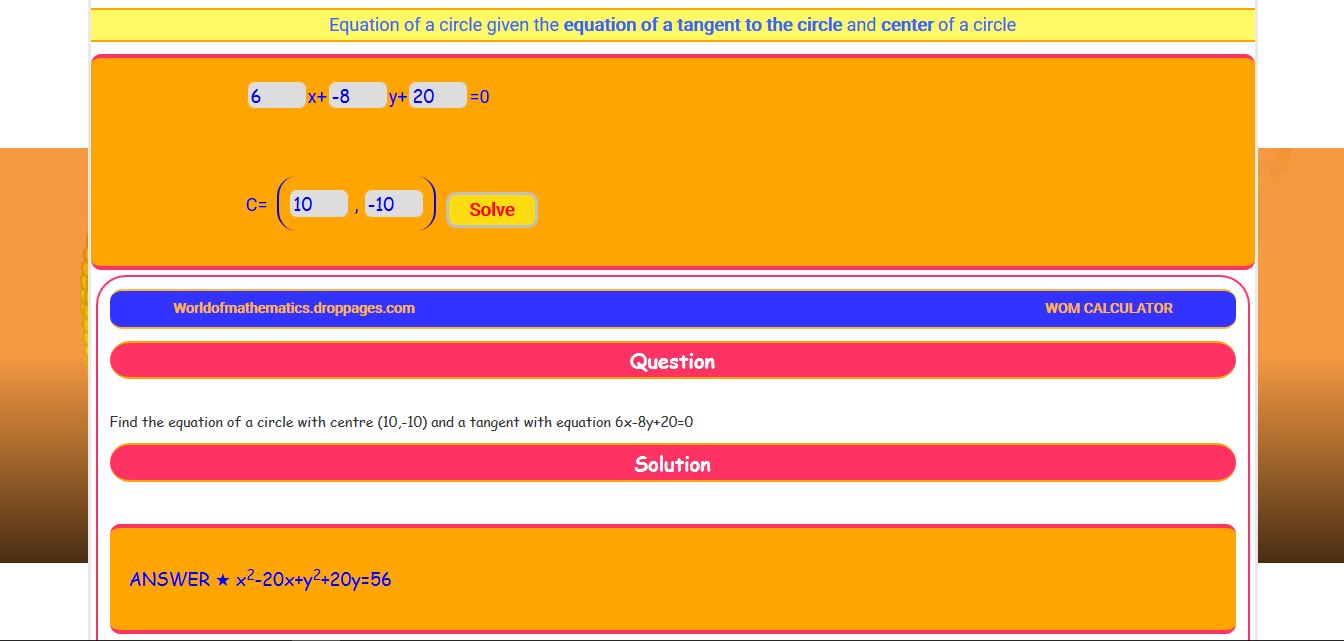 Equation of a circle given the equation of a tangent to the circle and center of a circle
6 x+ -8 y+ 20 =0
C= ( 10 , -10 ) Solve
Worldofmathematics.droppages.com WOM CALCULATOR
Question
Find the equation of a circle with centre (10,-10) and a tangent with equation 6x-8y+20=0
Solution
ANSWER ★ x²-20x+y²+20y=56